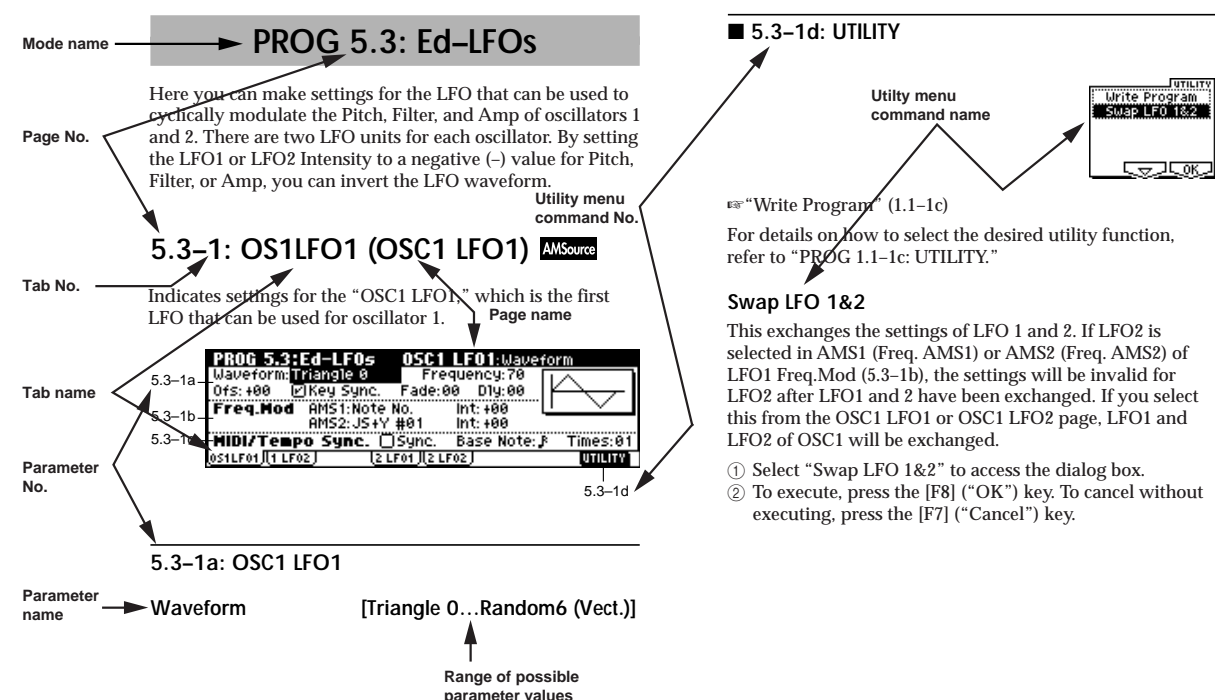 Mode name
PROG 5.3: Ed–LFOs
Here you can make settings for the LFO that can be used to
cyclically modulate the Pitch, Filter, and Amp of oscillators 1
and 2. There are two LFO units for each oscillator. By setting
the LFO1 or LFO2 Intensity to a negative (–) value for Pitch,
Filter, or Amp, you can invert the LFO waveform.
Page No.
Utility menu
command No.
5.3–1: OS1LFO1 (OSC1 LFO1) AMSource
Tab No.
Indicates settings for the “OSC1 LFO1,” which is the first
LFO that can be used for oscillator 1.
Page name
Tab name
PROG 5.3:Ed-LFOs OSC1 LFO1:Waveform
5.3–1a
Waveform:Triangle 0 Frequency:70
Ofs:+00 ☑Key Sync. Fade:00 Dly:00
5.3–1b
Freq.Mod AMS1:Note No. Int:+00
AMS2:JS+Y #01 Int:+00
MIDI/Tempo Sync. ☐Sync. Base Note:♪ Times:01
OS1LFO1 1 LFO2 2 LFO1 2 LFO2 UTILITY
5.3–1d
Parameter
No.
5.3–1a: OSC1 LFO1
Parameter
name
Waveform [Triangle 0…Random6 (Vect.)]
Range of possible
parameter values
■ 5.3–1d: UTILITY
Utilty menu
command name
UTILITY
Write Program
Swap LFO 1&2
OK
☞“Write Program” (1.1–1c)
For details on how to select the desired utility function,
refer to “PROG 1.1–1c: UTILITY.”
Swap LFO 1&2
This exchanges the settings of LFO 1 and 2. If LFO2 is
selected in AMS1 (Freq. AMS1) or AMS2 (Freq. AMS2) of
LFO1 Freq.Mod (5.3–1b), the settings will be invalid for
LFO2 after LFO1 and 2 have been exchanged. If you select
this from the OSC1 LFO1 or OSC1 LFO2 page, LFO1 and
LFO2 of OSC1 will be exchanged.
① Select “Swap LFO 1&2” to access the dialog box.
② To execute, press the [F8] (“OK”) key. To cancel without
executing, press the [F7] (“Cancel”) key.